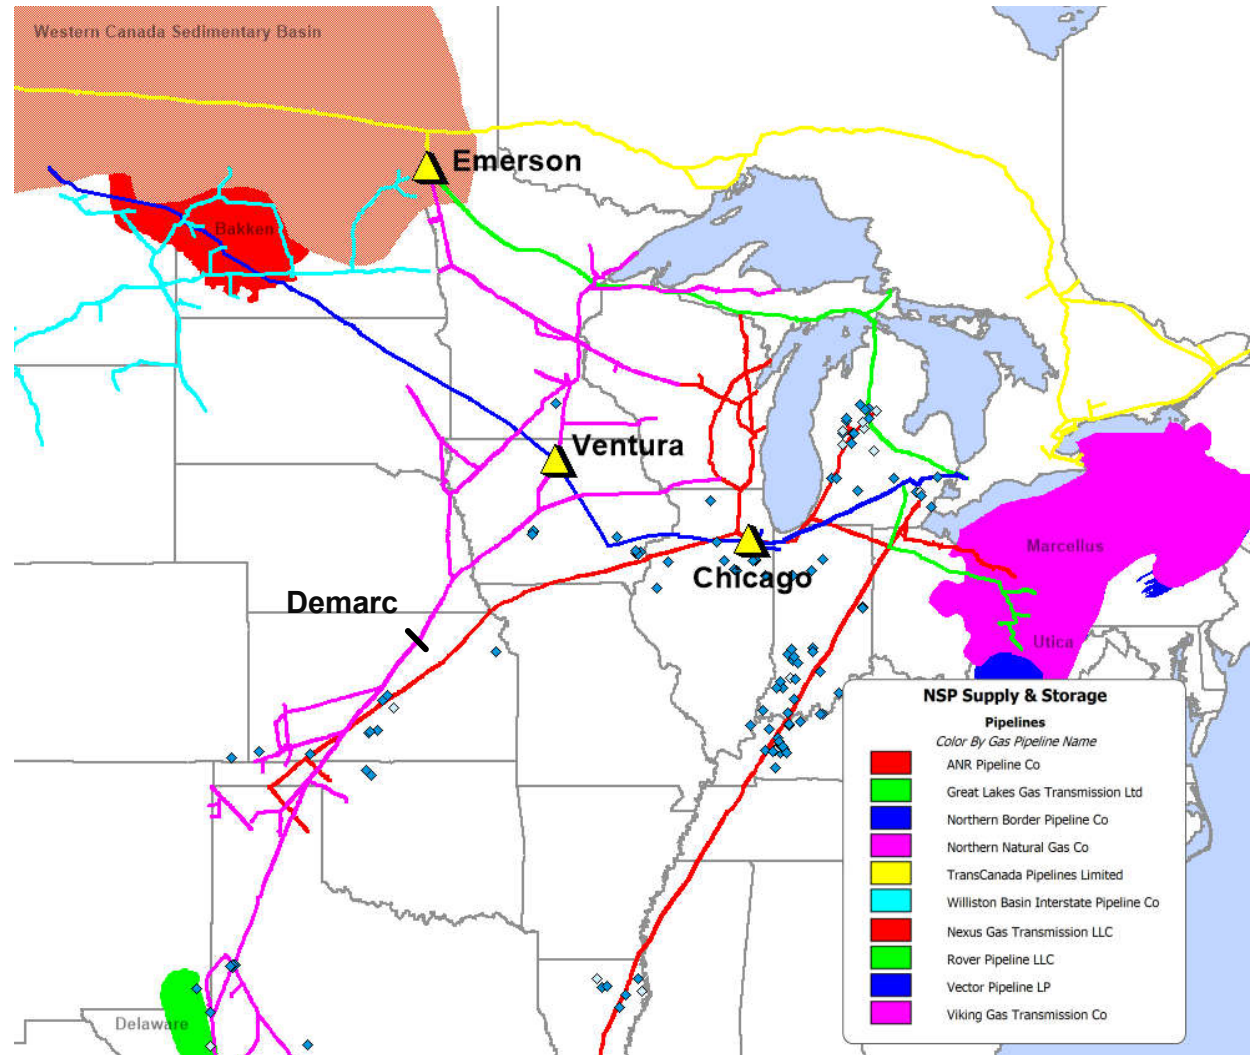 Western Canada Sedimentary Basin
Emerson
Bakken
Ventura
Marcellus
Chicago
Demarc
Utica
NSP Supply & Storage
Pipelines
Color By Gas Pipeline Name
ANR Pipeline Co
Great Lakes Gas Transmission Ltd
Northern Border Pipeline Co
Northern Natural Gas Co
TransCanada Pipelines Limited
Williston Basin Interstate Pipeline Co
Nexus Gas Transmission LLC
Rover Pipeline LLC
Vector Pipeline LP
Viking Gas Transmission Co
Delaware